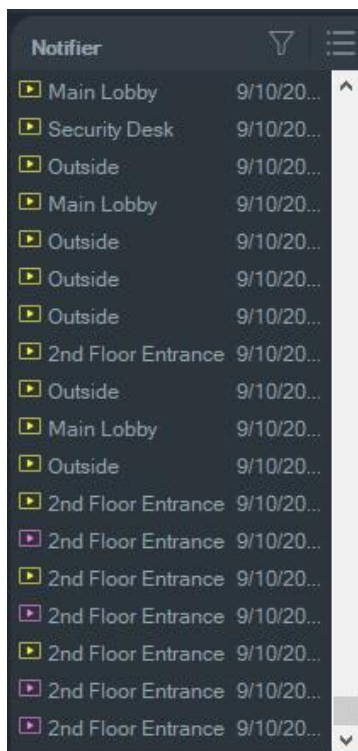 Notifier
Main Lobby 9/10/20...
Security Desk 9/10/20...
Outside 9/10/20...
Main Lobby 9/10/20...
Outside 9/10/20...
Outside 9/10/20...
Outside 9/10/20...
2nd Floor Entrance 9/10/20...
Outside 9/10/20...
Main Lobby 9/10/20...
Outside 9/10/20...
2nd Floor Entrance 9/10/20...
2nd Floor Entrance 9/10/20...
2nd Floor Entrance 9/10/20...
2nd Floor Entrance 9/10/20...
2nd Floor Entrance 9/10/20...
2nd Floor Entrance 9/10/20...
2nd Floor Entrance 9/10/20...